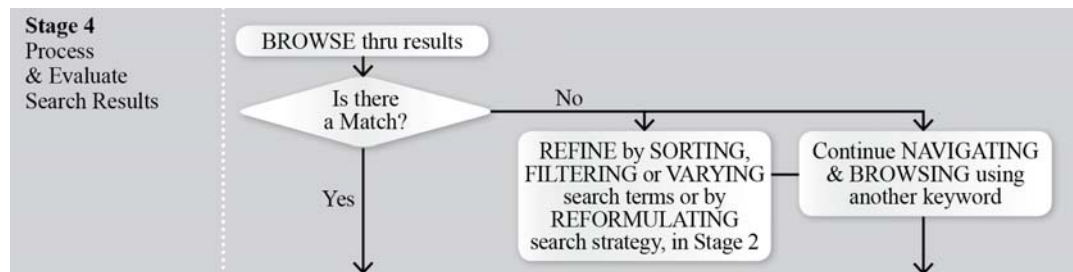 Stage 4
Process
& Evaluate
Search Results
BROWSE thru results
Is there
a Match?
No
Yes
REFINE by SORTING,
FILTERING or VARYING
search terms or by
REFORMULATING
search strategy, in Stage 2
Continue NAVIGATING
& BROWSING using
another keyword